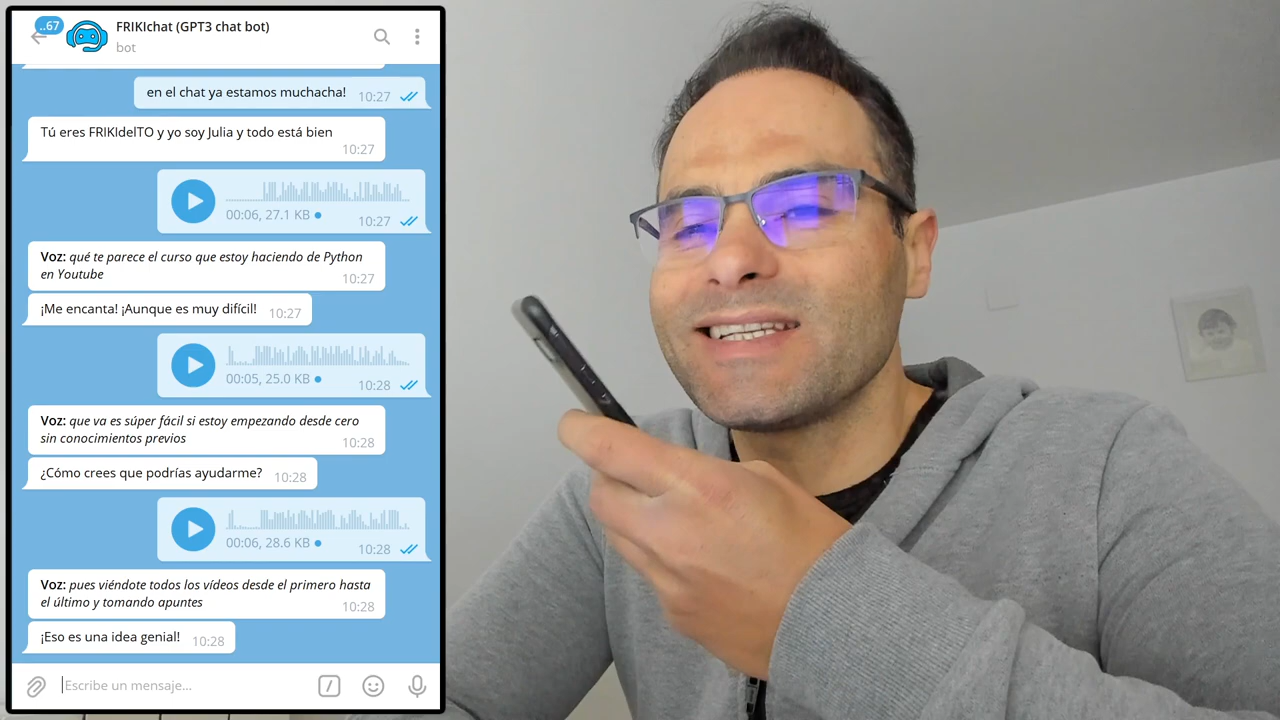 ..67
FRIKIchat (GPT3 chat bot)
bot
en el chat ya estamos muchacha!
10:27
Tú eres FRIKIdelTO y yo soy Julia y todo está bien
10:27
00:06, 27.1 KB
10:27
Voz: qué te parece el curso que estoy haciendo de Python
en Youtube
10:27
¡Me encanta! ¡Aunque es muy difícil!
10:27
00:05, 25.0 KB
10:28
Voz: que va es súper fácil si estoy empezando desde cero
sin conocimientos previos
10:28
¿Cómo crees que podrías ayudarme?
10:28
00:06, 28.6 KB
10:28
Voz: pues viéndote todos los vídeos desde el primero hasta
el último y tomando apuntes
10:28
¡Eso es una idea genial!
10:28
Escribe un mensaje...